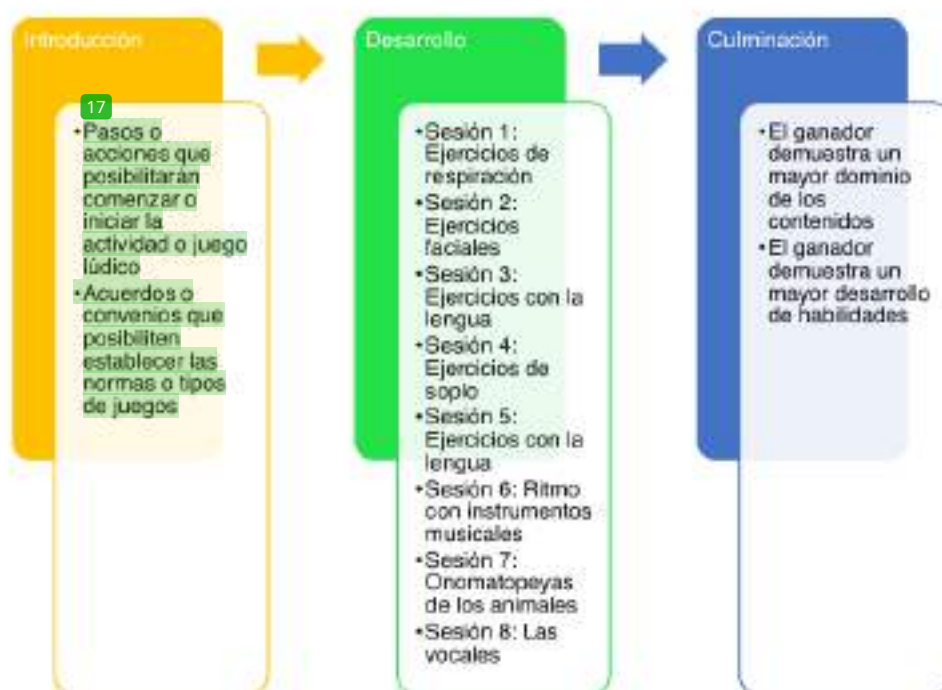 Introducción
17
•Pasos o
acciones que
posibilitarán
comenzar o
iniciar la
actividad o juego
lúdico
•Acuerdos o
convenios que
posibiliten
establecer las
normas o tipos
de juegos
Desarrollo
•Sesión 1:
Ejercicios de
respiración
•Sesión 2:
Ejercicios
faciales
•Sesión 3:
Ejercicios con la
lengua
•Sesión 4:
Ejercicios de
soplo
•Sesión 5:
Ejercicios con la
lengua
•Sesión 6: Ritmo
con instrumentos
musicales
•Sesión 7:
Onomatopeyas
de los animales
•Sesión 8: Las
vocales
Culminación
•El ganador
demuestra un
mayor dominio
de los
contenidos
•El ganador
demuestra un
mayor desarrollo
de habilidades